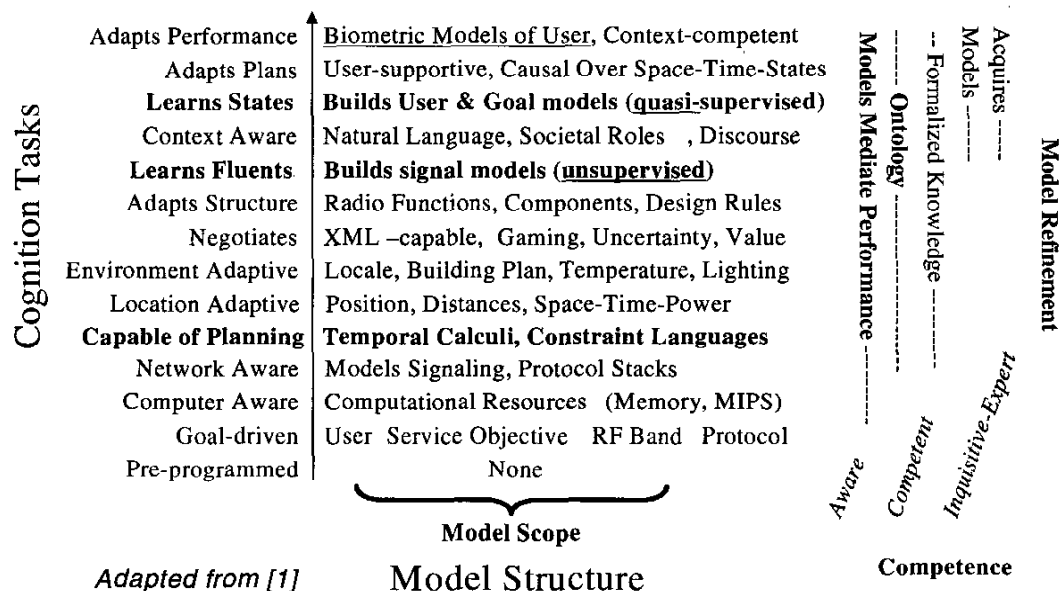 Cognition Tasks
Adapts Performance Biometric Models of User, Context-competent
Adapts Plans User-supportive, Causal Over Space-Time-States
Learns States Builds User & Goal models (quasi-supervised)
Context Aware Natural Language, Societal Roles , Discourse
Learns Fluents Builds signal models (unsupervised)
Adapts Structure Radio Functions, Components, Design Rules
Negotiates XML –capable, Gaming, Uncertainty, Value
Environment Adaptive Locale, Building Plan, Temperature, Lighting
Location Adaptive Position, Distances, Space-Time-Power
Capable of Planning Temporal Calculi, Constraint Languages
Network Aware Models Signaling, Protocol Stacks
Computer Aware Computational Resources (Memory, MIPS)
Goal-driven User Service Objective RF Band Protocol
Pre-programmed None
Model Scope
Adapted from [1] Model Structure
Models Mediate Performance --------
------ Ontology ------------------
-- Formalized Knowledge ---------
Models --------
Acquires ----
Model Refinement
Aware
Competent
Inquisitive-Expert
Competence